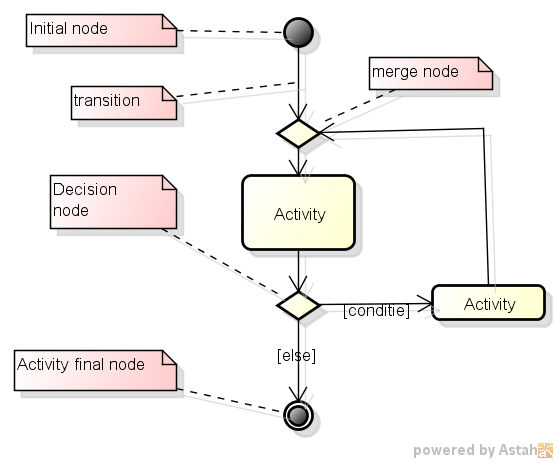 Initial node
merge node
transition
Decision
node
Activity
Activity
[conditie]
[else]
Activity final node
powered by Astah